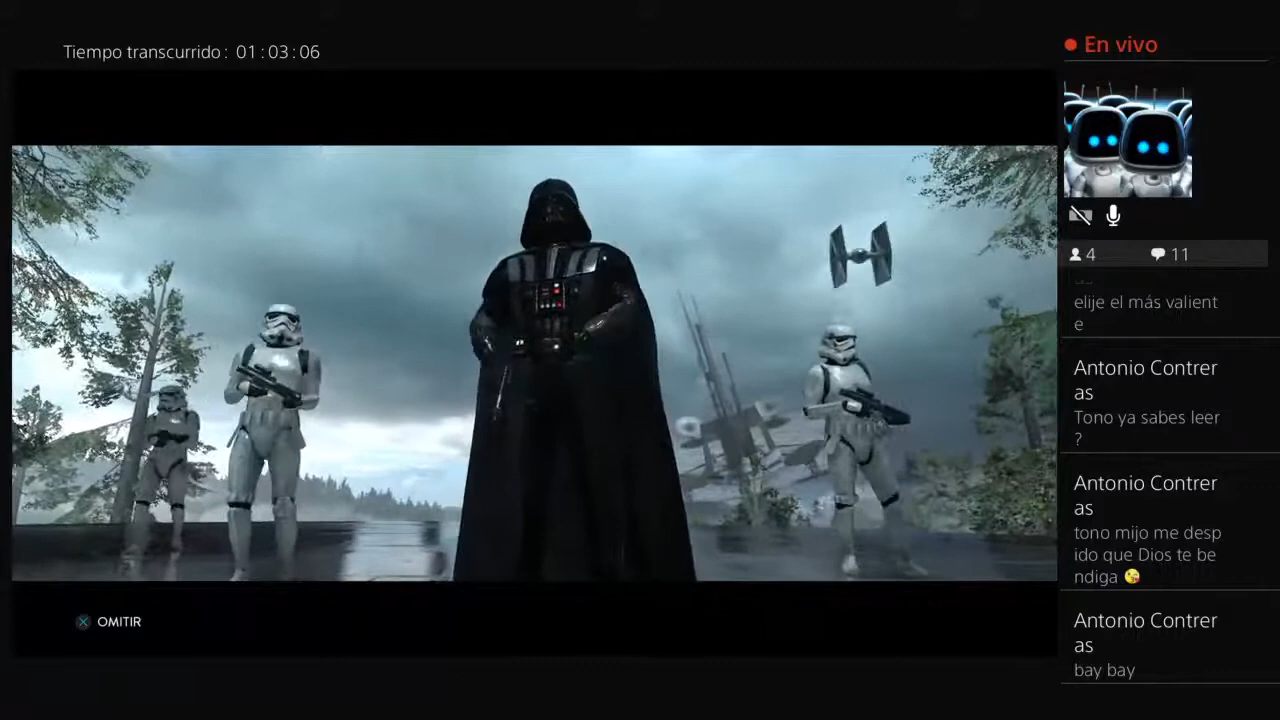 Tiempo transcurrido: 01:03:06
En vivo
4 11
elije el más valient
e
Antonio Contrer
as
Tono ya sabes leer
?
Antonio Contrer
as
tono mijo me desp
ido que Dios te be
ndiga 😘
Antonio Contrer
as
bay bay
OMITIR